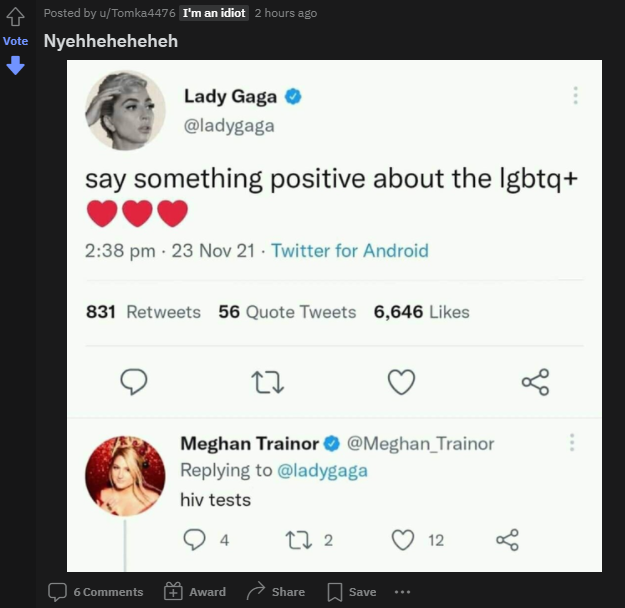 Posted by u/Tomka4476 I'm an idiot 2 hours ago
Vote
Nyehheheheheh
Lady Gaga
@ladygaga
say something positive about the lgbtq+
❤️❤️❤️
2:38 pm · 23 Nov 21 · Twitter for Android
831 Retweets 56 Quote Tweets 6,646 Likes
Meghan Trainor @Meghan_Trainor
Replying to @ladygaga
hiv tests
4 2 12
6 Comments Award Share Save